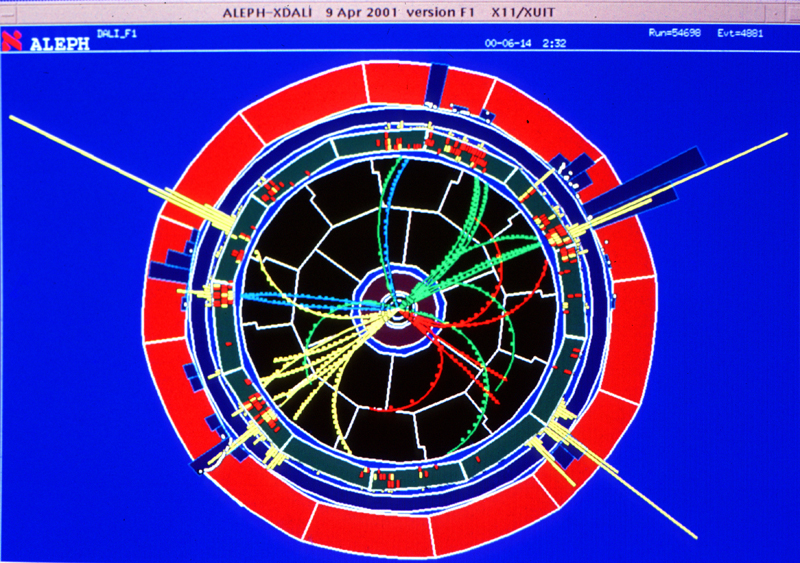 ALEPH-XDALI 9 Apr 2001 version F1 X11/XUIT
ALEPH DALI_F1 00-06-14 2:32 Run=54698 Evt=4881